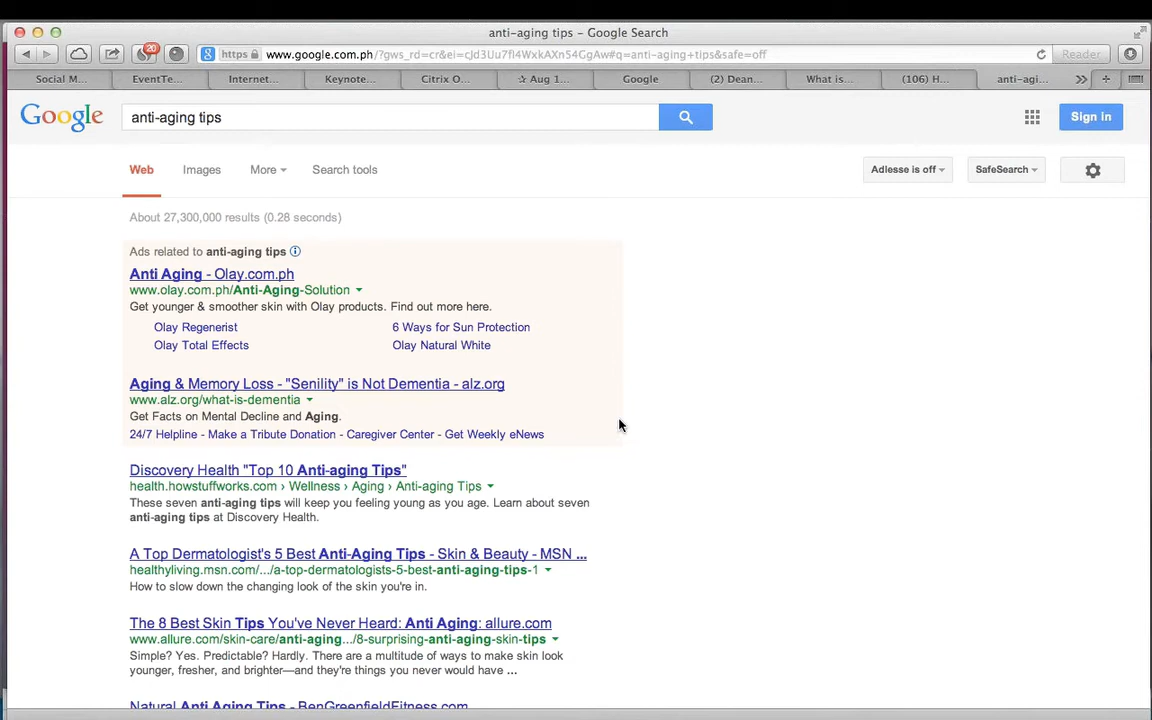 anti-aging tips - Google Search
20
https www.google.com.ph/?gws_rd=cr&ei=cJd3Uu7fI4WxkAXn54GgAw#q=anti-aging+tips&safe=off
Reader
Social M...
EventTe...
Internet...
Keynote...
Citrix O...
☆ Aug 1...
Google
(2) Dean...
What is...
(106) H...
anti-agi...
Google
anti-aging tips
Sign in
Web
Images
More
Search tools
Adlesse is off
SafeSearch
About 27,300,000 results (0.28 seconds)
Ads related to anti-aging tips
Anti Aging - Olay.com.ph
www.olay.com.ph/Anti-Aging-Solution
Get younger & smoother skin with Olay products. Find out more here.
Olay Regenerist
6 Ways for Sun Protection
Olay Total Effects
Olay Natural White
Aging & Memory Loss - "Senility" is Not Dementia - alz.org
www.alz.org/what-is-dementia
Get Facts on Mental Decline and Aging.
24/7 Helpline - Make a Tribute Donation - Caregiver Center - Get Weekly eNews
Discovery Health "Top 10 Anti-aging Tips"
health.howstuffworks.com › Wellness › Aging › Anti-aging Tips
These seven anti-aging tips will keep you feeling young as you age. Learn about seven
anti-aging tips at Discovery Health.
A Top Dermatologist's 5 Best Anti-Aging Tips - Skin & Beauty - MSN ...
healthyliving.msn.com/.../a-top-dermatologists-5-best-anti-aging-tips-1
How to slow down the changing look of the skin you're in.
The 8 Best Skin Tips You've Never Heard: Anti Aging: allure.com
www.allure.com/skin-care/anti-aging.../8-surprising-anti-aging-skin-tips
Simple? Yes. Predictable? Hardly. There are a multitude of ways to make skin look
younger, fresher, and brighter—and they're things you never would have ...
Natural Anti Aging Tips - BenGreenfieldFitness.com